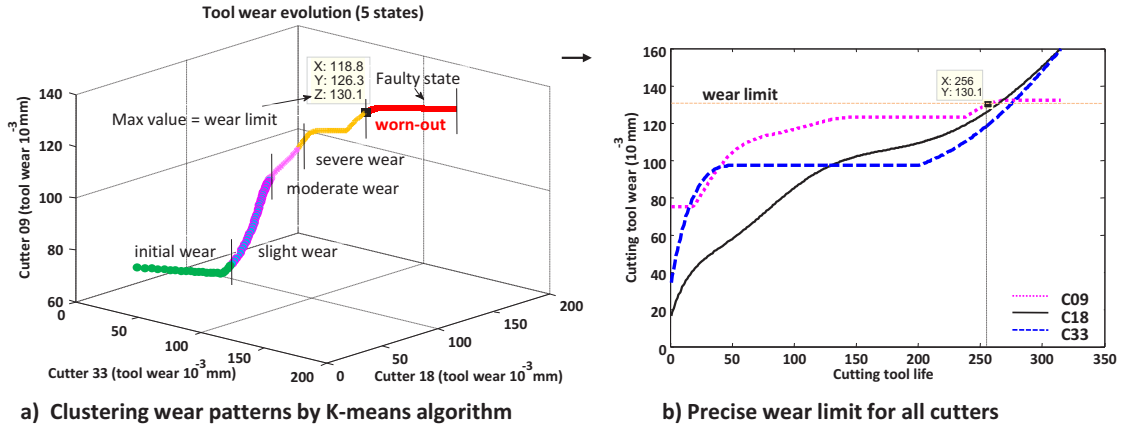 Tool wear evolution (5 states)
140
120
100
80
60
Cutter 09 (tool wear 10⁻³ mm)
X: 118.8
Y: 126.3
Z: 130.1
Faulty state
Max value = wear limit
worn-out
severe wear
moderate wear
initial wear
slight wear
0
50
100
150
200
Cutter 33 (tool wear 10⁻³ mm)
0
50
100
150
200
Cutter 18 (tool wear 10⁻³ mm)
a) Clustering wear patterns by K-means algorithm
160
140
120
100
80
60
40
20
0
Cutting tool wear (10⁻³ mm)
X: 256
Y: 130.1
wear limit
C09
C18
C33
0 50 100 150 200 250 300 350
Cutting tool life
b) Precise wear limit for all cutters